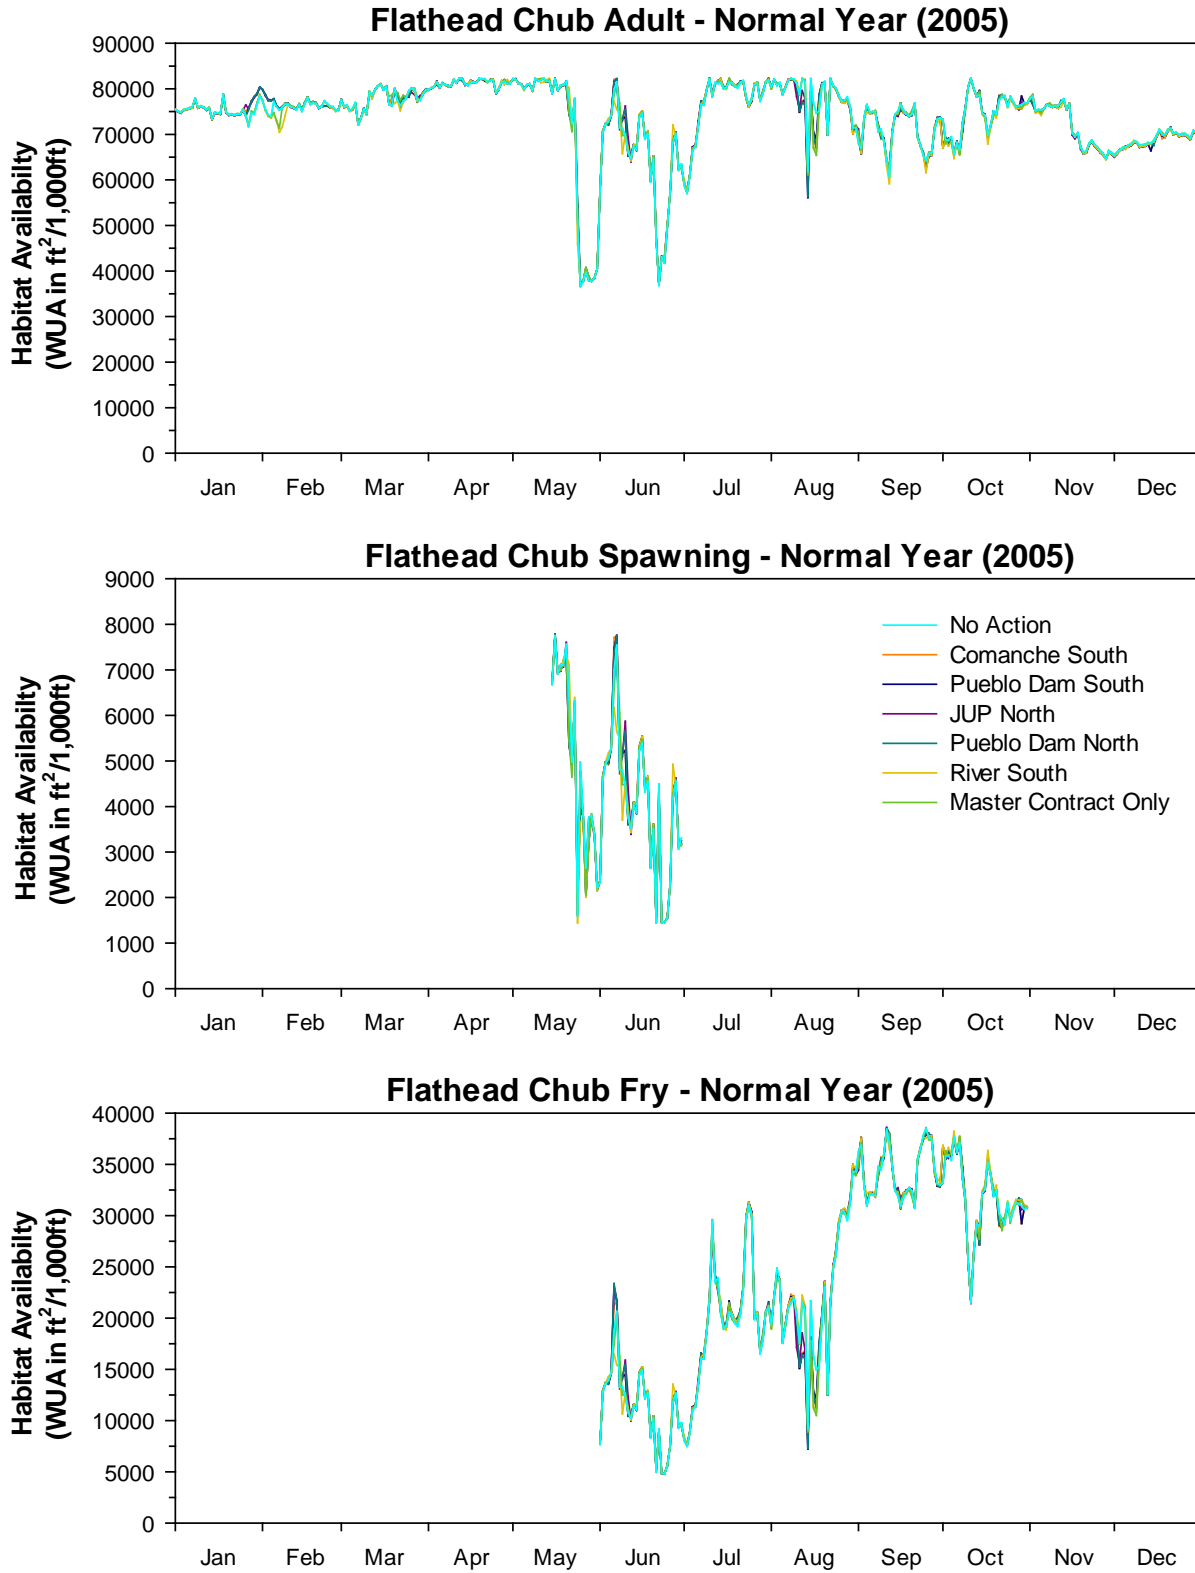 Flathead Chub Adult - Normal Year (2005)
Habitat Availabilty
(WUA in ft²/1,000ft)
90000
80000
70000
60000
50000
40000
30000
20000
10000
0
Jan Feb Mar Apr May Jun Jul Aug Sep Oct Nov Dec
Flathead Chub Spawning - Normal Year (2005)
Habitat Availabilty
(WUA in ft²/1,000ft)
9000
8000
7000
6000
5000
4000
3000
2000
1000
0
No Action
Comanche South
Pueblo Dam South
JUP North
Pueblo Dam North
River South
Master Contract Only
Jan Feb Mar Apr May Jun Jul Aug Sep Oct Nov Dec
Flathead Chub Fry - Normal Year (2005)
Habitat Availabilty
(WUA in ft²/1,000ft)
40000
35000
30000
25000
20000
15000
10000
5000
0
Jan Feb Mar Apr May Jun Jul Aug Sep Oct Nov Dec